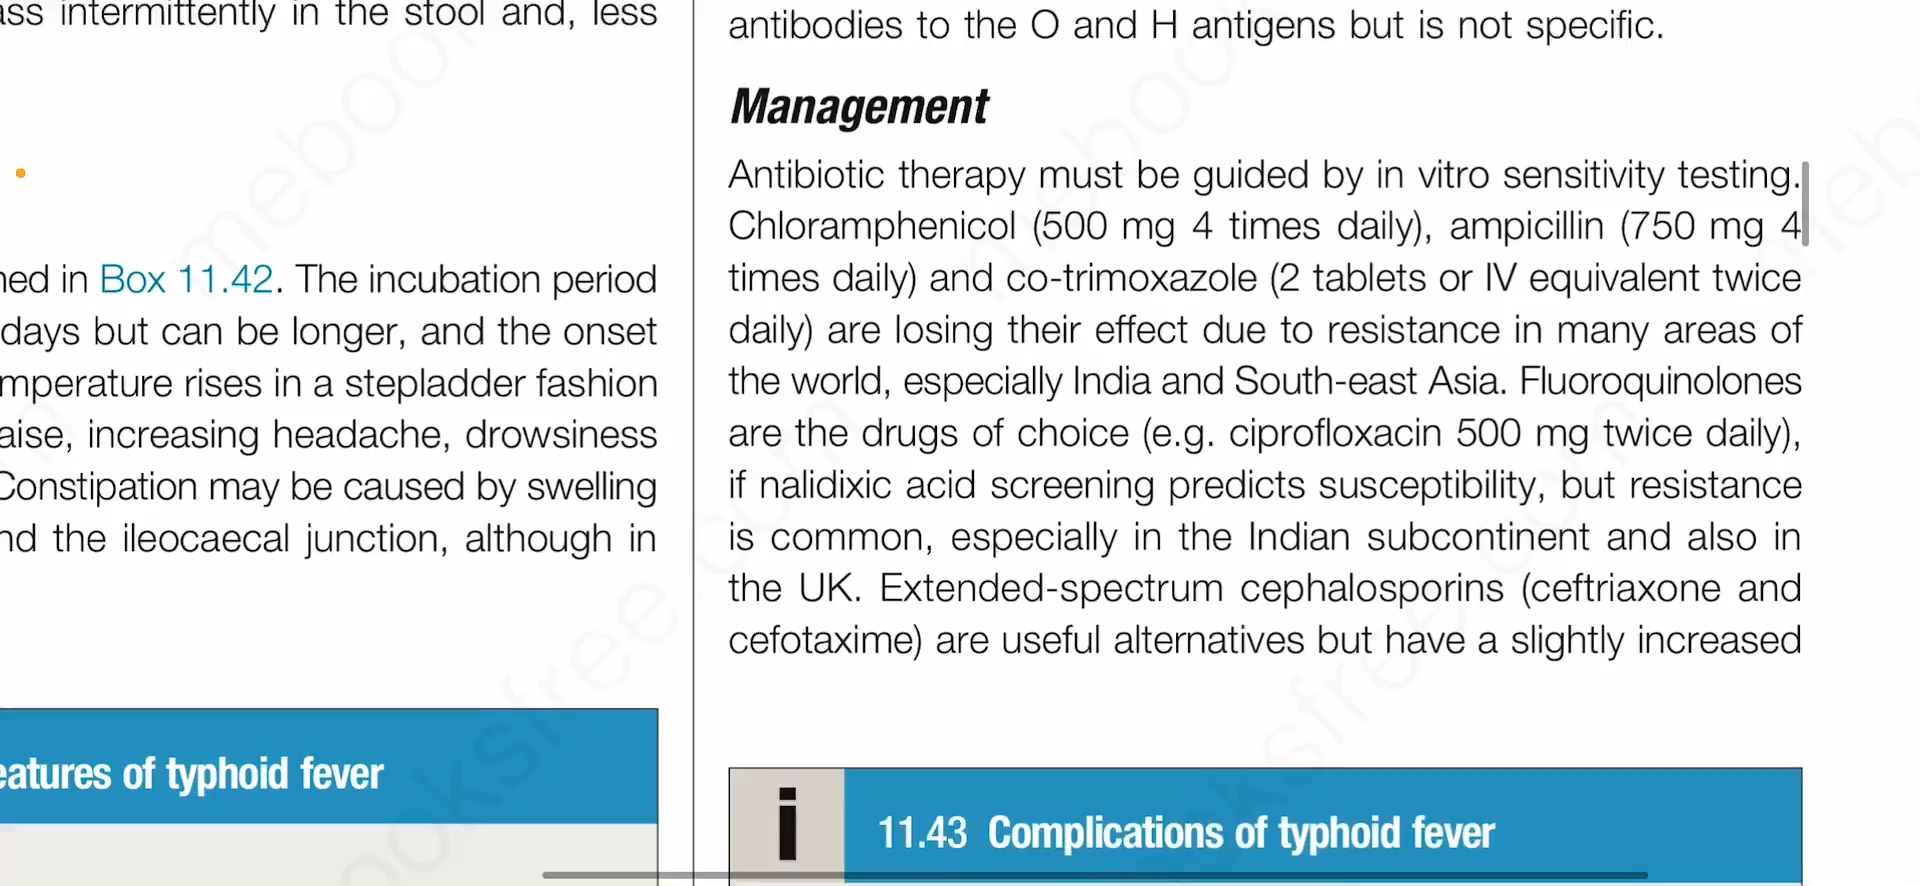 ass intermittently in the stool and, less
ned in Box 11.42. The incubation period
days but can be longer, and the onset
mperature rises in a stepladder fashion
aise, increasing headache, drowsiness
Constipation may be caused by swelling
nd the ileocaecal junction, although in
eatures of typhoid fever
antibodies to the O and H antigens but is not specific.
Management
Antibiotic therapy must be guided by in vitro sensitivity testing.
Chloramphenicol (500 mg 4 times daily), ampicillin (750 mg 4
times daily) and co-trimoxazole (2 tablets or IV equivalent twice
daily) are losing their effect due to resistance in many areas of
the world, especially India and South-east Asia. Fluoroquinolones
are the drugs of choice (e.g. ciprofloxacin 500 mg twice daily),
if nalidixic acid screening predicts susceptibility, but resistance
is common, especially in the Indian subcontinent and also in
the UK. Extended-spectrum cephalosporins (ceftriaxone and
cefotaxime) are useful alternatives but have a slightly increased
i
11.43 Complications of typhoid fever
mebooksfree.com